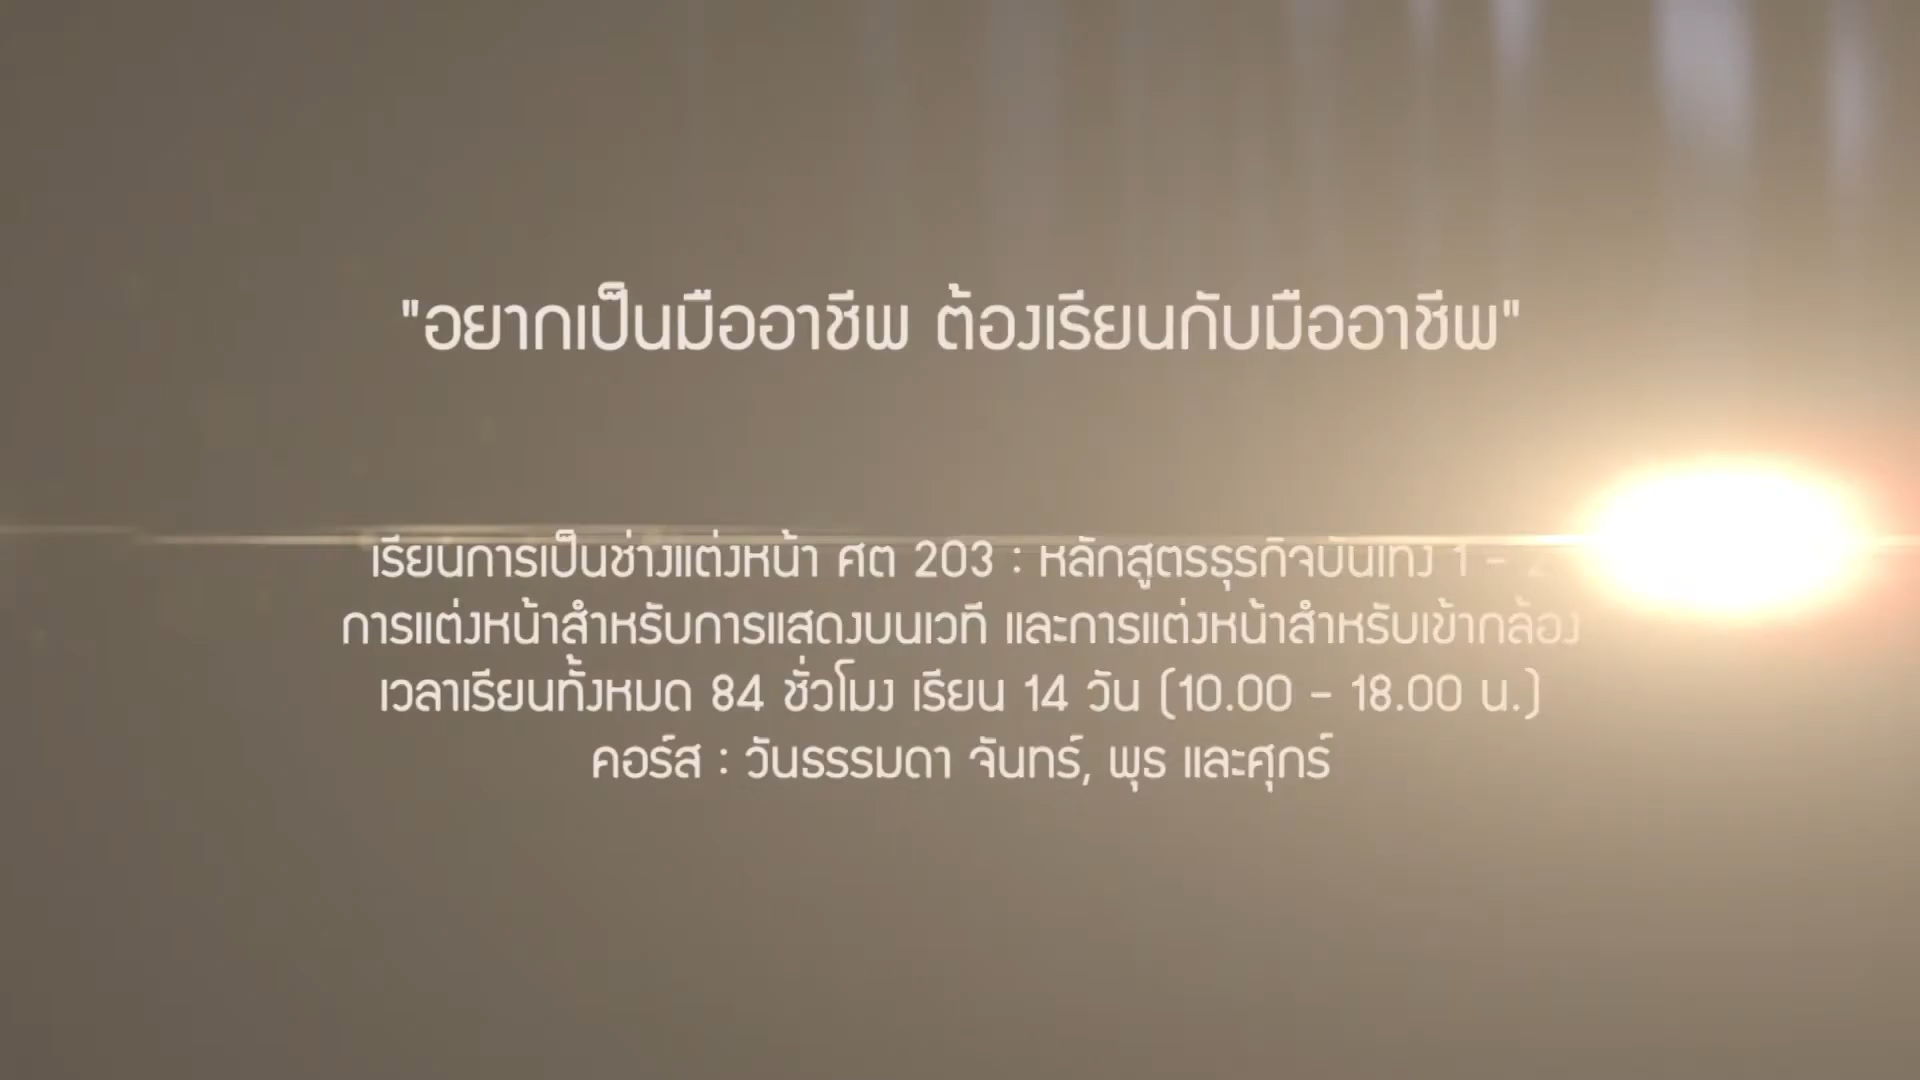 "อยากเป็นมืออาชีพ ต้องเรียนกับมืออาชีพ"
เรียนการเป็นช่างแต่งหน้า ศต 203 : หลักสูตรธุรกิจบันเทิง 1 - 2
การแต่งหน้าสำหรับการแสดงบนเวที และการแต่งหน้าสำหรับเข้ากล้อง
เวลาเรียนทั้งหมด 84 ชั่วโมง เรียน 14 วัน (10.00 - 18.00 น.)
คอร์ส : วันธรรมดา จันทร์, พุธ และศุกร์